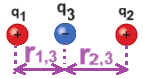 q₁ q₃ q₂
+ − +
r₁,₃ r₂,₃